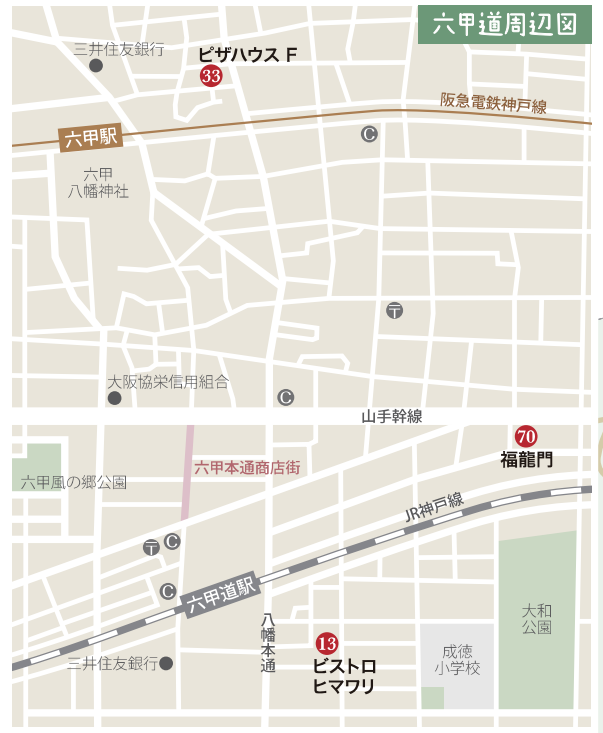 六甲道周辺図
三井住友銀行
ピザハウス F
33
阪急電鉄神戸線
六甲駅
C
六甲
八幡神社
〒
大阪協栄信用組合
C
山手幹線
70
福龍門
六甲本通商店街
六甲風の郷公園
JR神戸線
〒
C
C
六甲道駅
八幡本通
大和
公園
13
ビストロ
ヒマワリ
成徳
小学校
三井住友銀行